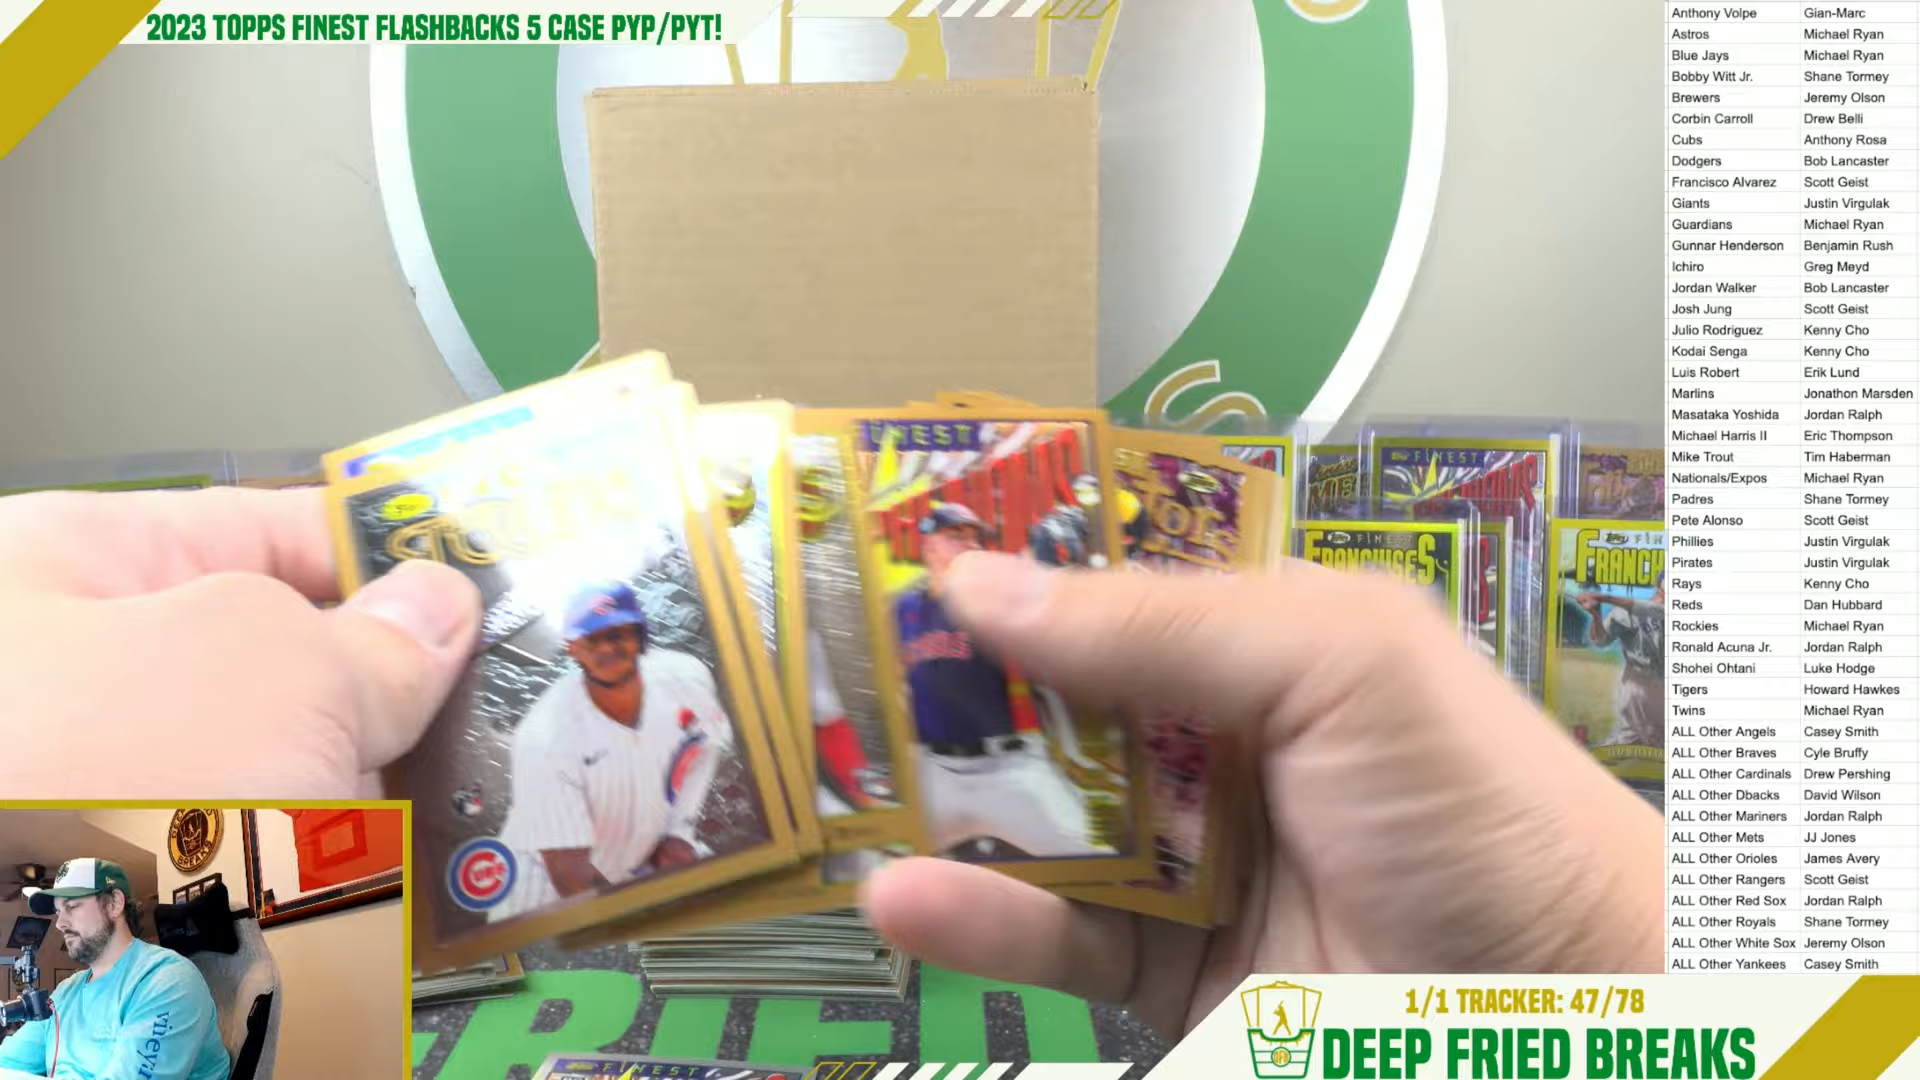 2023 TOPPS FINEST FLASHBACKS 5 CASE PYP/PYT!
Anthony Volpe Gian-Marc
Astros Michael Ryan
Blue Jays Michael Ryan
Bobby Witt Jr. Shane Tormey
Brewers Jeremy Olson
Corbin Carroll Drew Belli
Cubs Anthony Rosa
Dodgers Bob Lancaster
Francisco Alvarez Scott Geist
Giants Justin Virgulak
Guardians Michael Ryan
Gunnar Henderson Benjamin Rush
Ichiro Greg Meyd
Jordan Walker Bob Lancaster
Josh Jung Scott Geist
Julio Rodriguez Kenny Cho
Kodai Senga Kenny Cho
Luis Robert Erik Lund
Marlins Jonathon Marsden
Masataka Yoshida Jordan Ralph
Michael Harris II Eric Thompson
Mike Trout Tim Haberman
Nationals/Expos Michael Ryan
Padres Shane Tormey
Pete Alonso Scott Geist
Phillies Justin Virgulak
Pirates Justin Virgulak
Rays Kenny Cho
Reds Dan Hubbard
Rockies Michael Ryan
Ronald Acuna Jr. Jordan Ralph
Shohei Ohtani Luke Hodge
Tigers Howard Hawkes
Twins Michael Ryan
ALL Other Angels Casey Smith
ALL Other Braves Cyle Bruffy
ALL Other Cardinals Drew Pershing
ALL Other Dbacks David Wilson
ALL Other Mariners Jordan Ralph
ALL Other Mets JJ Jones
ALL Other Orioles James Avery
ALL Other Rangers Scott Geist
ALL Other Red Sox Jordan Ralph
ALL Other Royals Shane Tormey
ALL Other White Sox Jeremy Olson
ALL Other Yankees Casey Smith
FINEST
FINEST
FINEST
FRANCHISES
FRIED
FINEST
1/1 TRACKER: 47/78
DEEP FRIED BREAKS